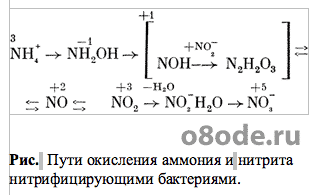 +1
3 −1 +NO₂⁻
NH₄⁺ → NH₂OH → [ NOH → N₂H₂O₃ ] ⇄
+2 +3 −H₂O +5
⇄ NO ⇄ NO₂ → NO₂⁻H₂O → NO₃⁻
o8ode.ru
Рис. Пути окисления аммония и нитрита
нитрифицирующими бактериями.